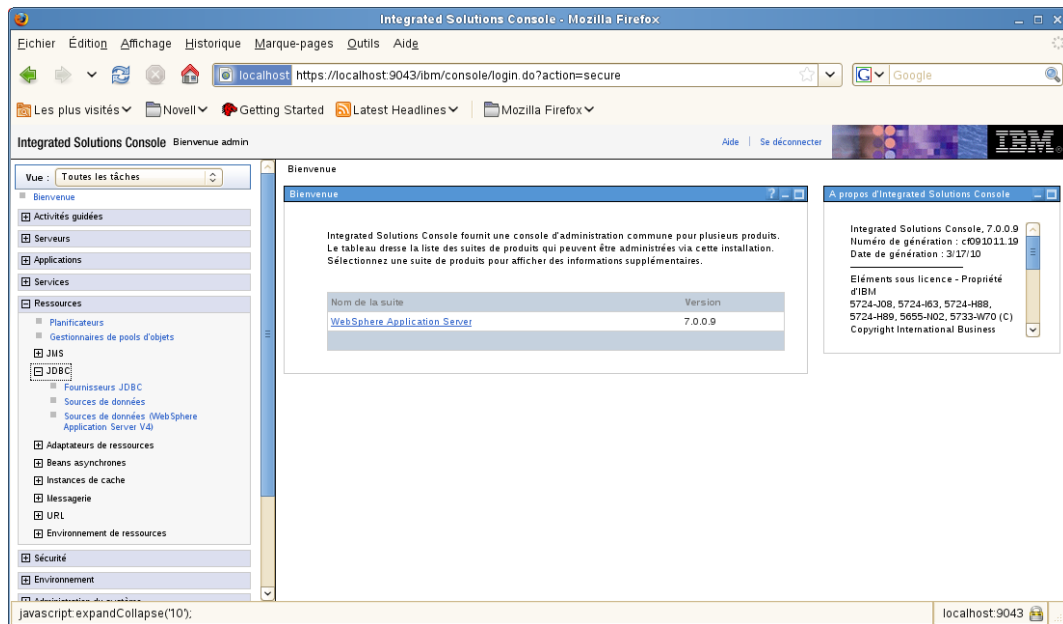 Integrated Solutions Console - Mozilla Firefox
Fichier Édition Affichage Historique Marque-pages Outils Aide
localhost https://localhost:9043/ibm/console/login.do?action=secure
G Google
Les plus visités Novell Getting Started Latest Headlines Mozilla Firefox
Integrated Solutions Console Bienvenue admin
Aide Se déconnecter
IBM®
Vue : Toutes les tâches
Bienvenue
Activités guidées
Serveurs
Applications
Services
Ressources
Planificateurs
Gestionnaires de pools d'objets
JMS
JDBC
Fournisseurs JDBC
Sources de données
Sources de données (WebSphere
Application Server V4)
Adaptateurs de ressources
Beans asynchrones
Instances de cache
Messagerie
URL
Environnement de ressources
Sécurité
Environnement
Administration du système
Bienvenue
Bienvenue
?
Integrated Solutions Console fournit une console d'administration commune pour plusieurs produits.
Le tableau dresse la liste des suites de produits qui peuvent être administrées via cette installation.
Sélectionnez une suite de produits pour afficher des informations supplémentaires.
Nom de la suite Version
WebSphere Application Server 7.0.0.9
A propos d'Integrated Solutions Console
Integrated Solutions Console, 7.0.0.9
Numéro de génération : cf091011.19
Date de génération : 3/17/10
Eléments sous licence - Propriété
d'IBM
5724-J08, 5724-I63, 5724-H88,
5724-H89, 5655-N02, 5733-W70 (C)
Copyright International Business
javascript:expandCollapse('10');
localhost:9043